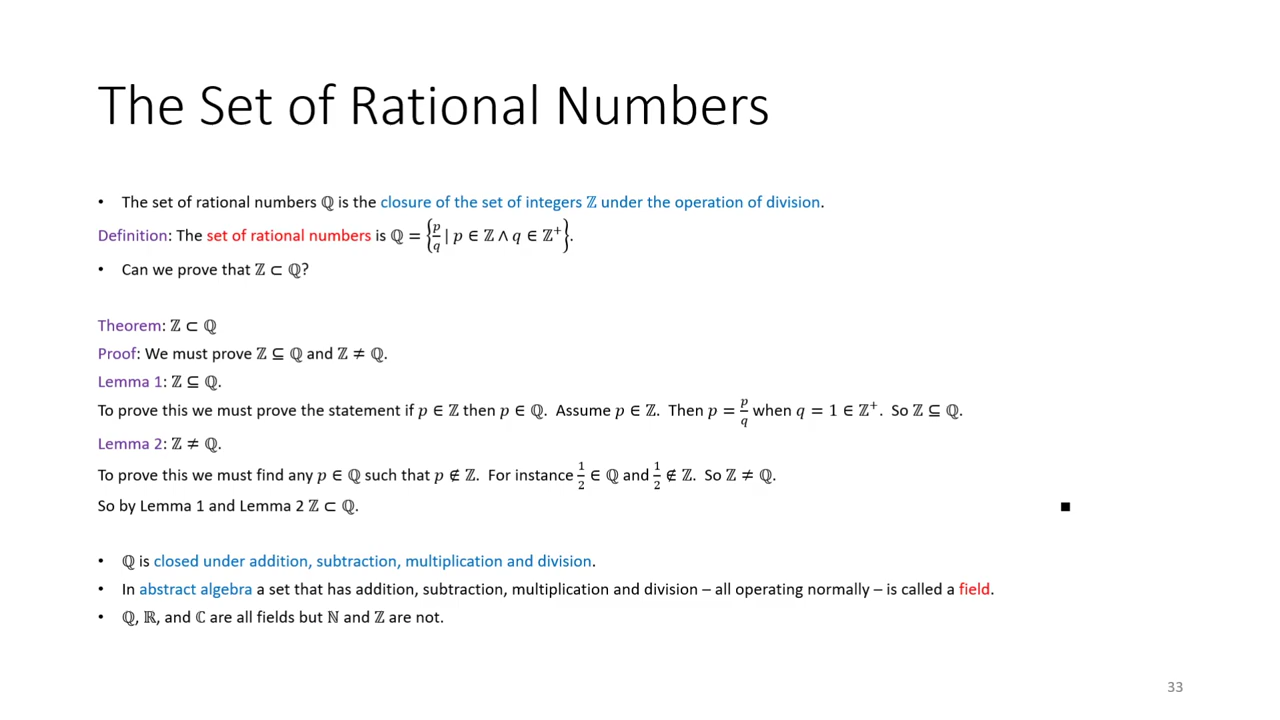 The Set of Rational Numbers
• The set of rational numbers ℚ is the closure of the set of integers ℤ under the operation of division.
Definition: The set of rational numbers is ℚ = {p/q | p ∈ ℤ ∧ q ∈ ℤ⁺}.
• Can we prove that ℤ ⊂ ℚ?
Theorem: ℤ ⊂ ℚ
Proof: We must prove ℤ ⊆ ℚ and ℤ ≠ ℚ.
Lemma 1: ℤ ⊆ ℚ.
To prove this we must prove the statement if p ∈ ℤ then p ∈ ℚ. Assume p ∈ ℤ. Then p = p/q when q = 1 ∈ ℤ⁺. So ℤ ⊆ ℚ.
Lemma 2: ℤ ≠ ℚ.
To prove this we must find any p ∈ ℚ such that p ∉ ℤ. For instance 1/2 ∈ ℚ and 1/2 ∉ ℤ. So ℤ ≠ ℚ.
So by Lemma 1 and Lemma 2 ℤ ⊂ ℚ. ■
• ℚ is closed under addition, subtraction, multiplication and division.
• In abstract algebra a set that has addition, subtraction, multiplication and division – all operating normally – is called a field.
• ℚ, ℝ, and ℂ are all fields but ℕ and ℤ are not.
33